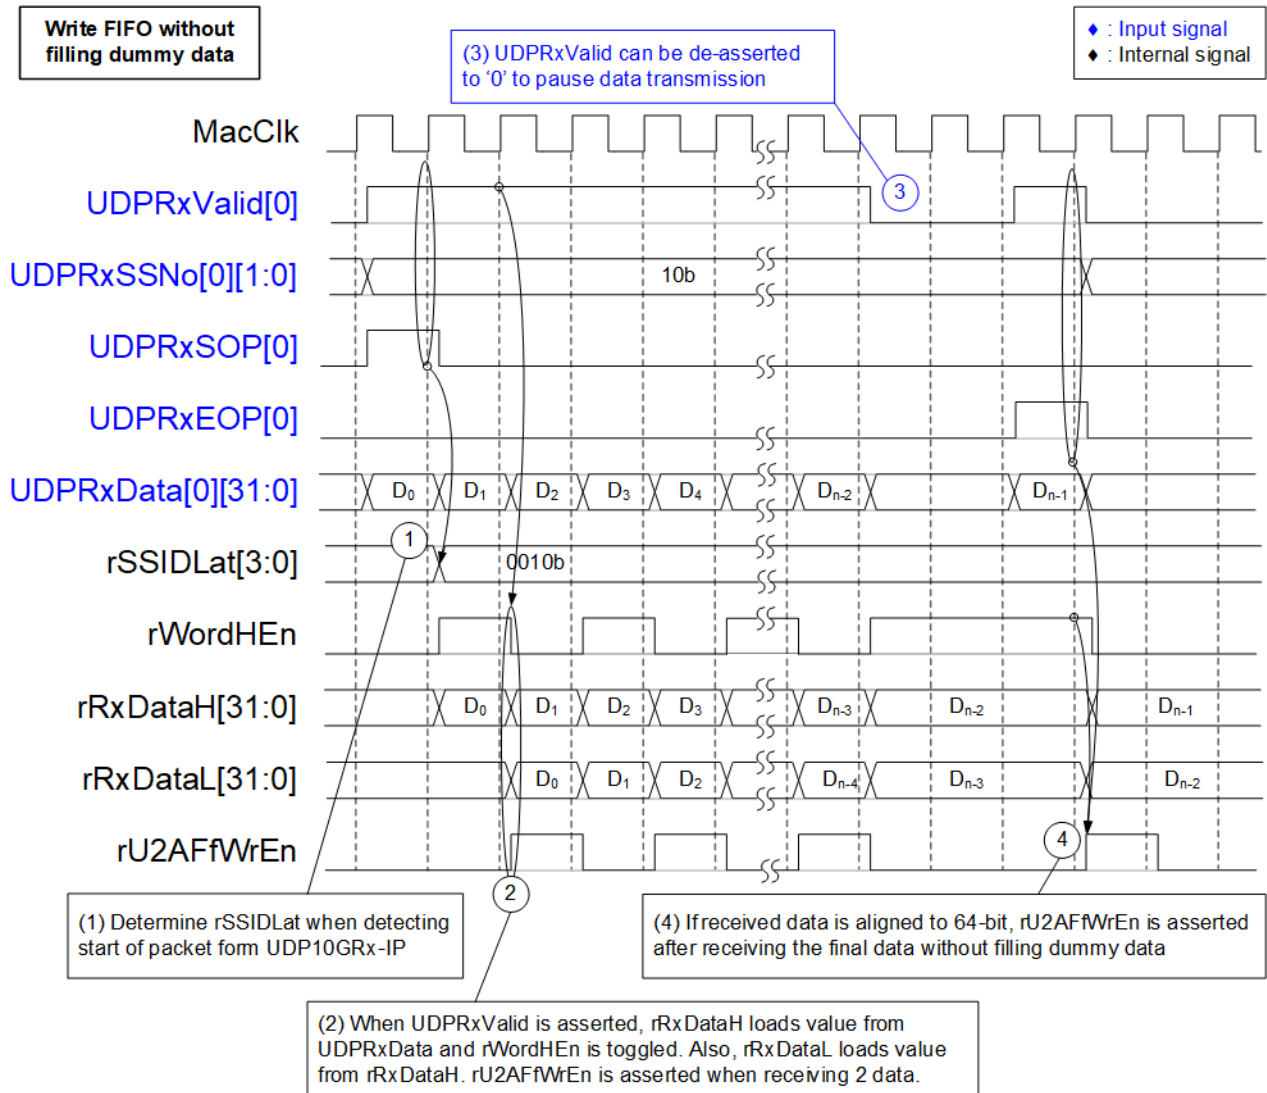 Write FIFO without
filling dummy data
(3) UDPRxValid can be de-asserted
to ‘0’ to pause data transmission
♦ : Input signal
♦ : Internal signal
MacClk
UDPRxValid[0]
3
UDPRxSSNo[0][1:0]
10b
UDPRxSOP[0]
UDPRxEOP[0]
UDPRxData[0][31:0]
D0 D1 D2 D3 D4 Dn-2 Dn-1
1
rSSIDLat[3:0]
0010b
rWordHEn
rRxDataH[31:0]
D0 D1 D2 D3 Dn-3 Dn-2 Dn-1
rRxDataL[31:0]
D0 D1 D2 Dn-4 Dn-3 Dn-2
rU2AFfWrEn
4
2
(1) Determine rSSIDLat when detecting
start of packet form UDP10GRx-IP
(4) If received data is aligned to 64-bit, rU2AFfWrEn is asserted
after receiving the final data without filling dummy data
(2) When UDPRxValid is asserted, rRxDataH loads value from
UDPRxData and rWordHEn is toggled. Also, rRxDataL loads value
from rRxDataH. rU2AFfWrEn is asserted when receiving 2 data.